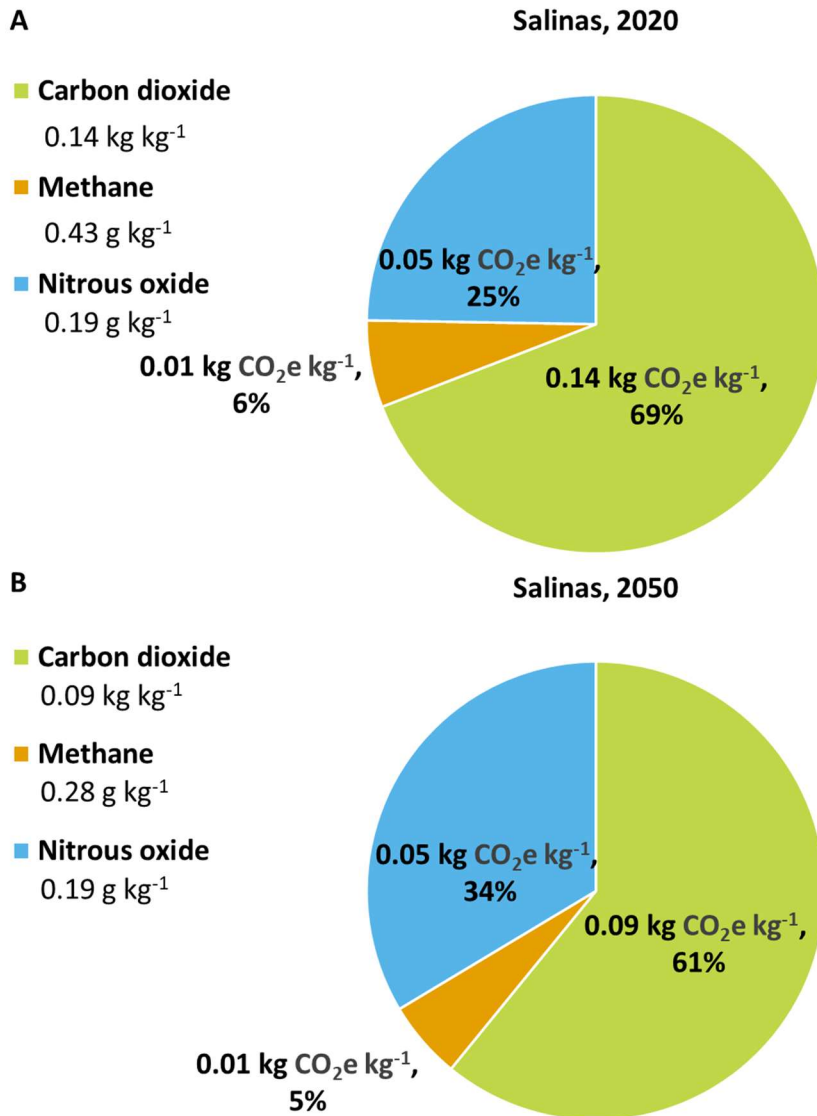 A
Salinas, 2020
Carbon dioxide
0.14 kg kg⁻¹
Methane
0.43 g kg⁻¹
Nitrous oxide
0.19 g kg⁻¹
0.05 kg CO₂e kg⁻¹,
25%
0.01 kg CO₂e kg⁻¹,
6%
0.14 kg CO₂e kg⁻¹,
69%
B
Salinas, 2050
Carbon dioxide
0.09 kg kg⁻¹
Methane
0.28 g kg⁻¹
Nitrous oxide
0.19 g kg⁻¹
0.05 kg CO₂e kg⁻¹,
34%
0.09 kg CO₂e kg⁻¹,
61%
0.01 kg CO₂e kg⁻¹,
5%